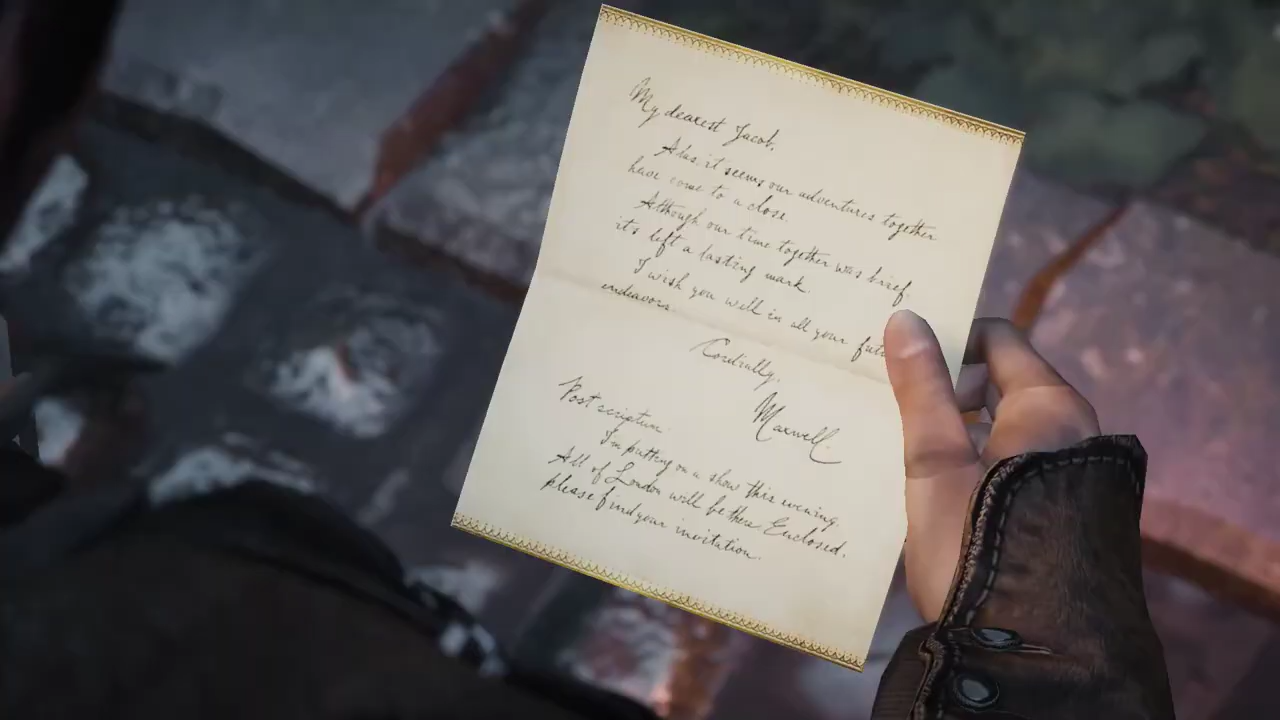 My dearest Jacob,
Alas, it seems our adventures together
have come to a close.
Although our time together was brief,
it's left a lasting mark.
I wish you well in all your futu
endeavors.
Cordially,
Maxwell
Post scriptum:
I'm putting on a show this evening.
All of London will be there. Enclosed,
please find your invitation.